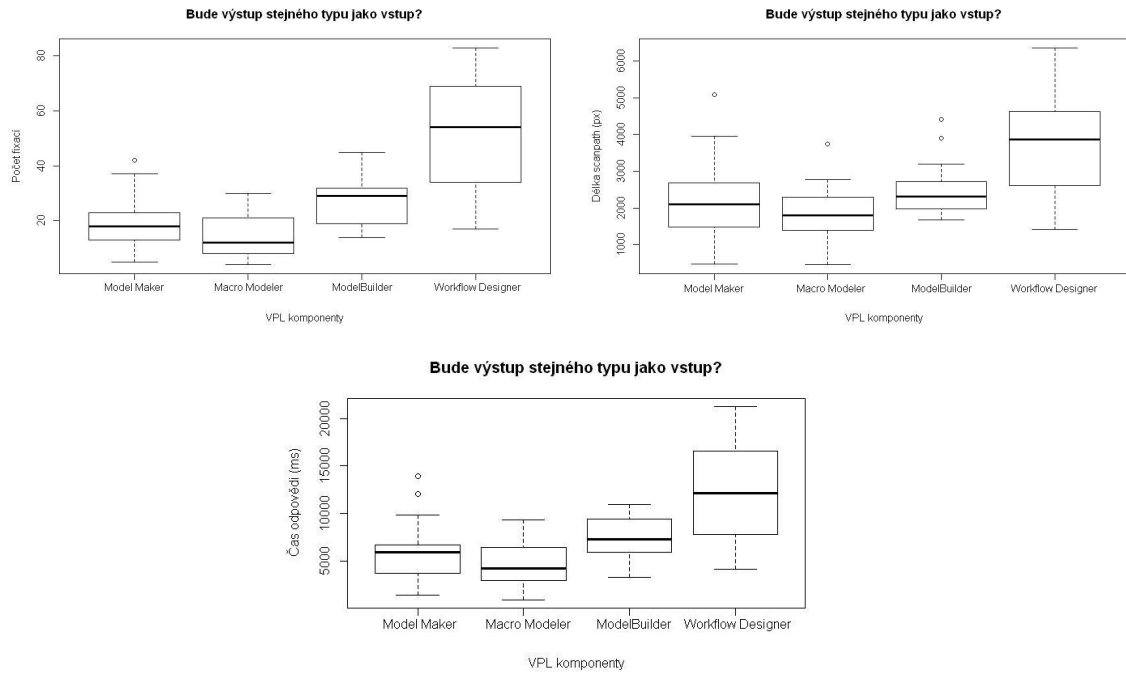 Bude výstup stejného typu jako vstup?
Počet fixací
80
60
40
20
Model Maker Macro Modeler ModelBuilder Workflow Designer
VPL komponenty
Bude výstup stejného typu jako vstup?
Délka scanpath (px)
6000
5000
4000
3000
2000
1000
Model Maker Macro Modeler ModelBuilder Workflow Designer
VPL komponenty
Bude výstup stejného typu jako vstup?
Čas odpovědi (ms)
20000
15000
10000
5000
Model Maker Macro Modeler ModelBuilder Workflow Designer
VPL komponenty